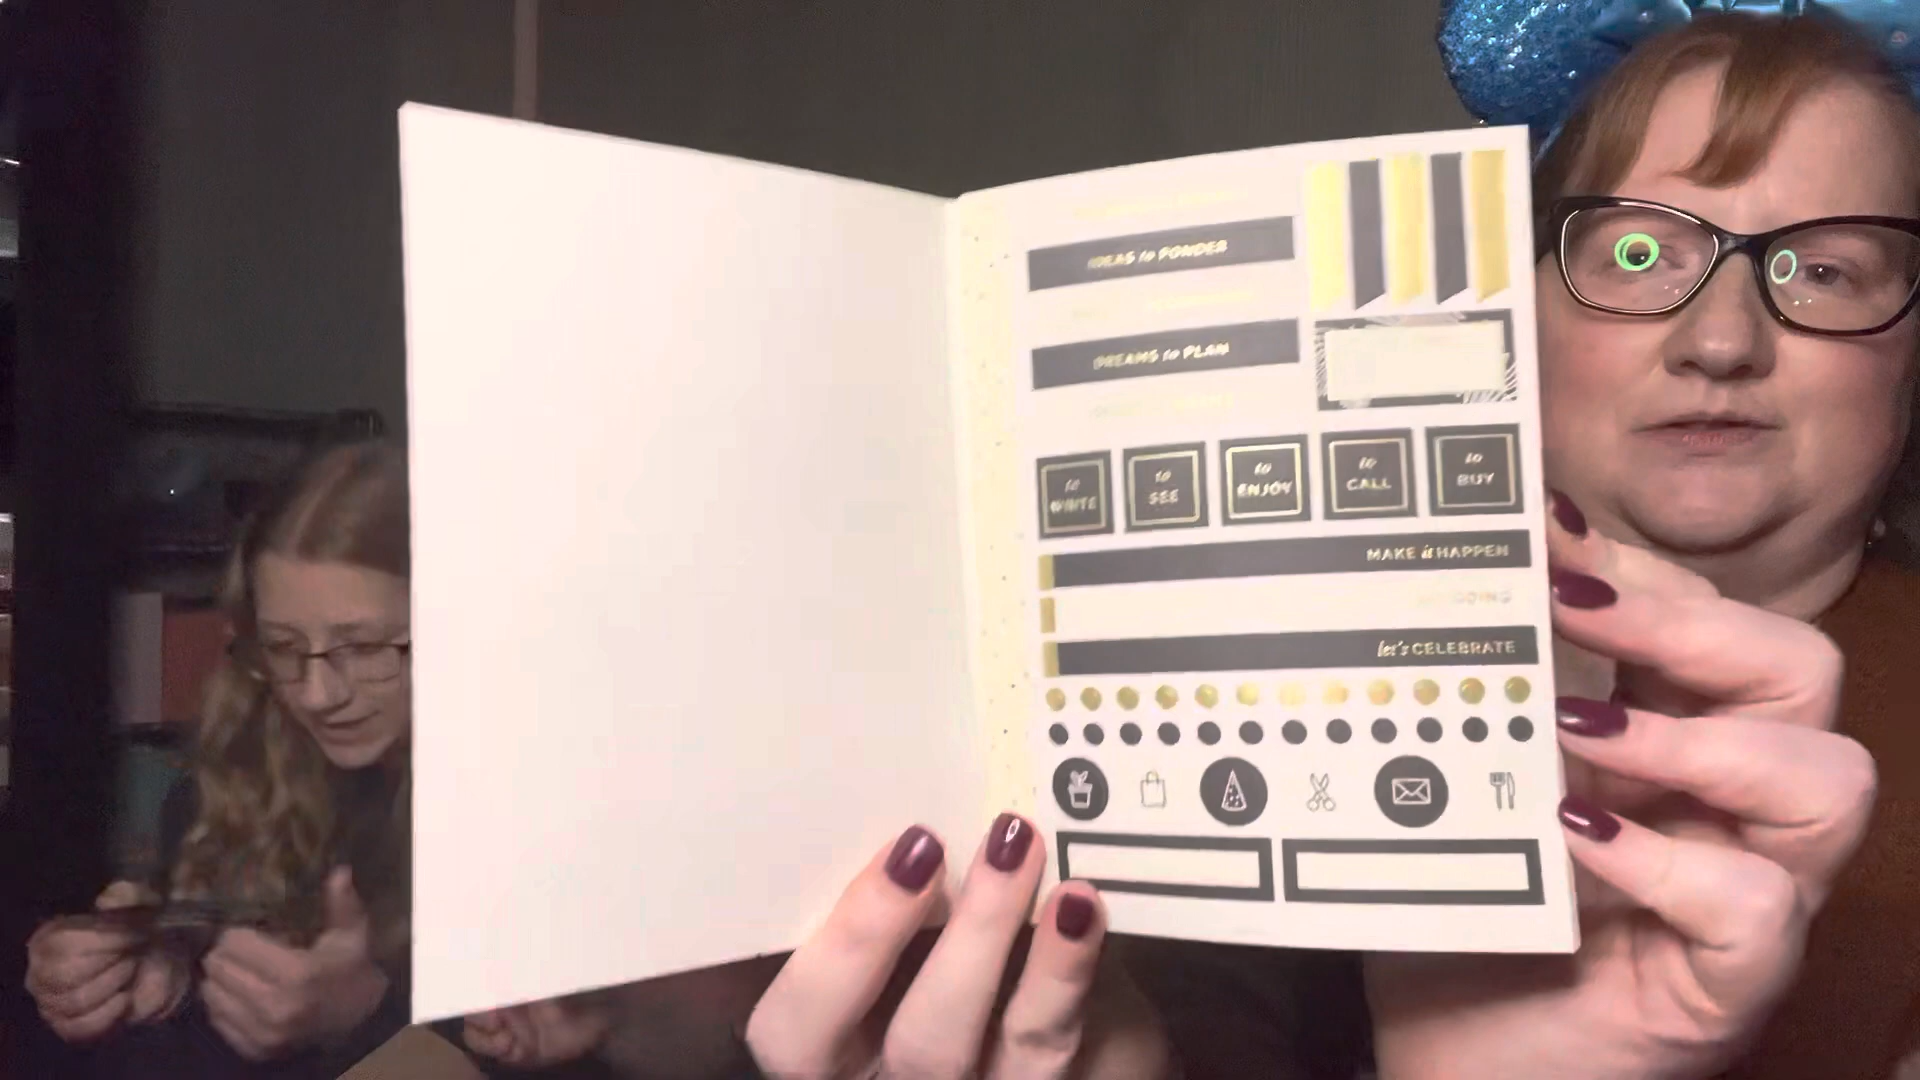 IDEAS to PONDER
DREAMS to PLAN
to
WRITE
to
SEE
to
ENJOY
to
CALL
to
BUY
MAKE it HAPPEN
let's CELEBRATE